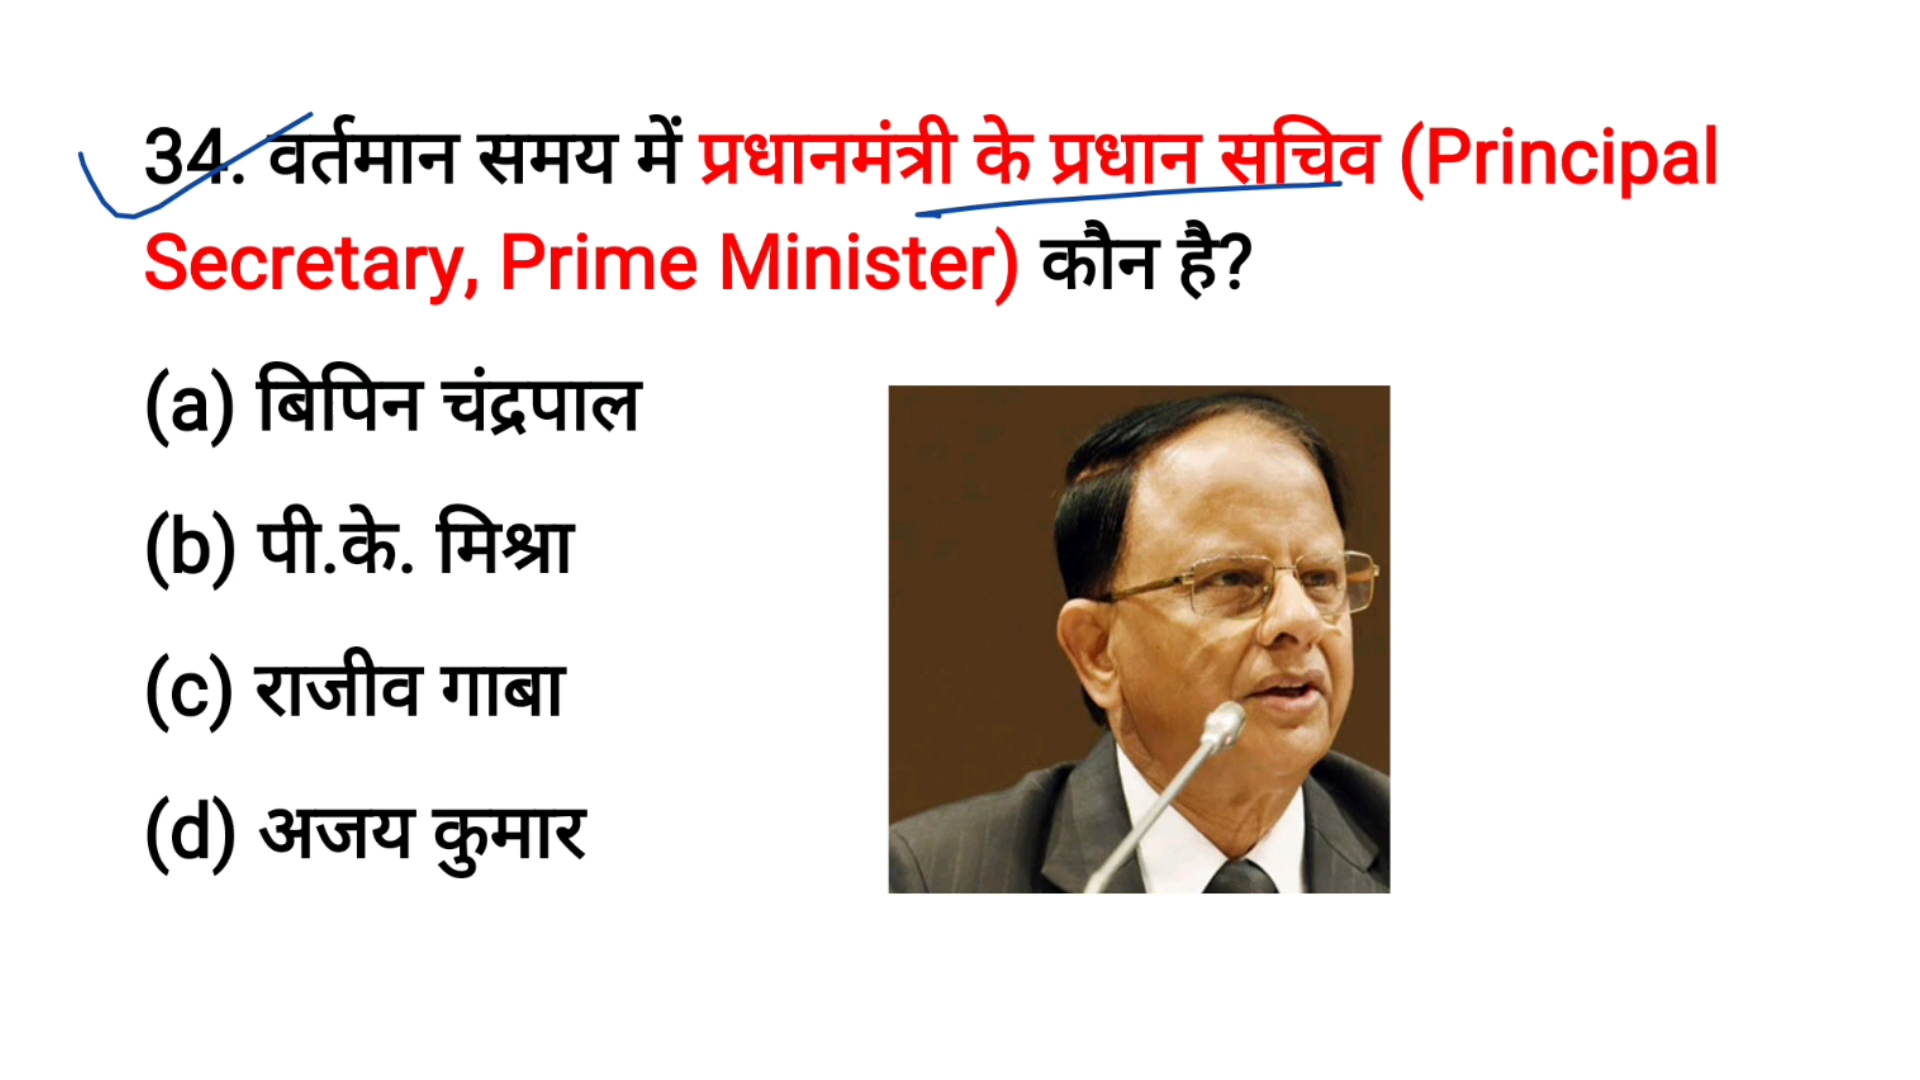 34. वर्तमान समय में प्रधानमंत्री के प्रधान सचिव (Principal
Secretary, Prime Minister) कौन है?
(a) बिपिन चंद्रपाल
(b) पी.के. मिश्रा
(c) राजीव गाबा
(d) अजय कुमार